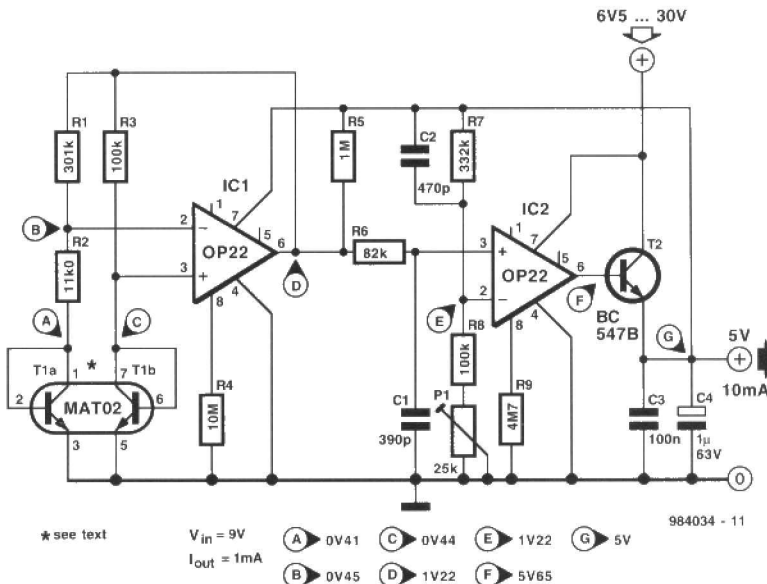 6V5 ... 30V
+
R1
301k
R3
100k
R5
1M
C2
470p
R7
332k
IC1
IC2
1
7
2
−
3
+
5
6
8
4
OP22
R6
82k
1
7
3
+
2
−
5
6
8
4
OP22
T2
BC
547B
B
R2
11k0
A
C
D
E
F
G
5V
+
10mA
T1a
*
T1b
1
7
2
6
MAT02
3
5
R4
10M
C1
390p
R8
100k
P1
25k
R9
4M7
C3
100n
C4
1µ
63V
0
984034 - 11
* see text
Vin = 9V
Iout = 1mA
A 0V41
C 0V44
E 1V22
G 5V
B 0V45
D 1V22
F 5V65